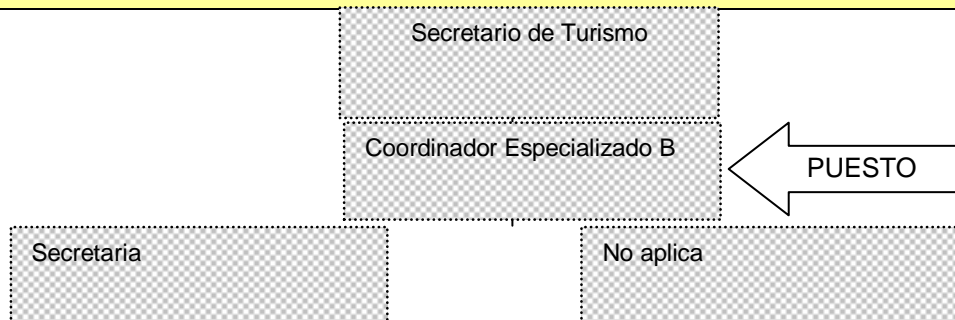 Secretario de Turismo
Coordinador Especializado B
PUESTO
Secretaria
No aplica